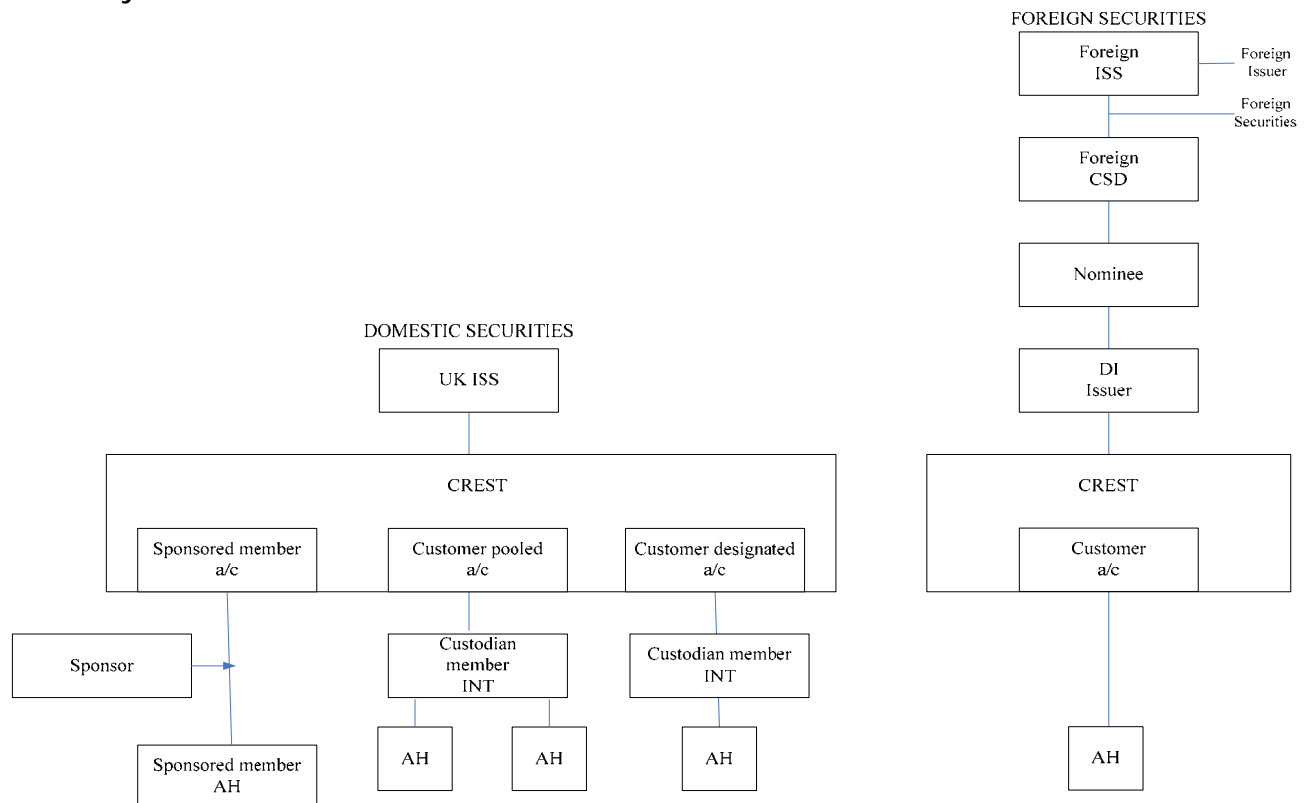 FOREIGN SECURITIES
Foreign
ISS
Foreign
Issuer
Foreign
Securities
Foreign
CSD
Nominee
DI
Issuer
CREST
Customer
a/c
AH
DOMESTIC SECURITIES
UK ISS
CREST
Sponsored member
a/c
Customer pooled
a/c
Customer designated
a/c
Sponsor
Custodian
member
INT
Custodian member
INT
Sponsored member
AH
AH
AH
AH